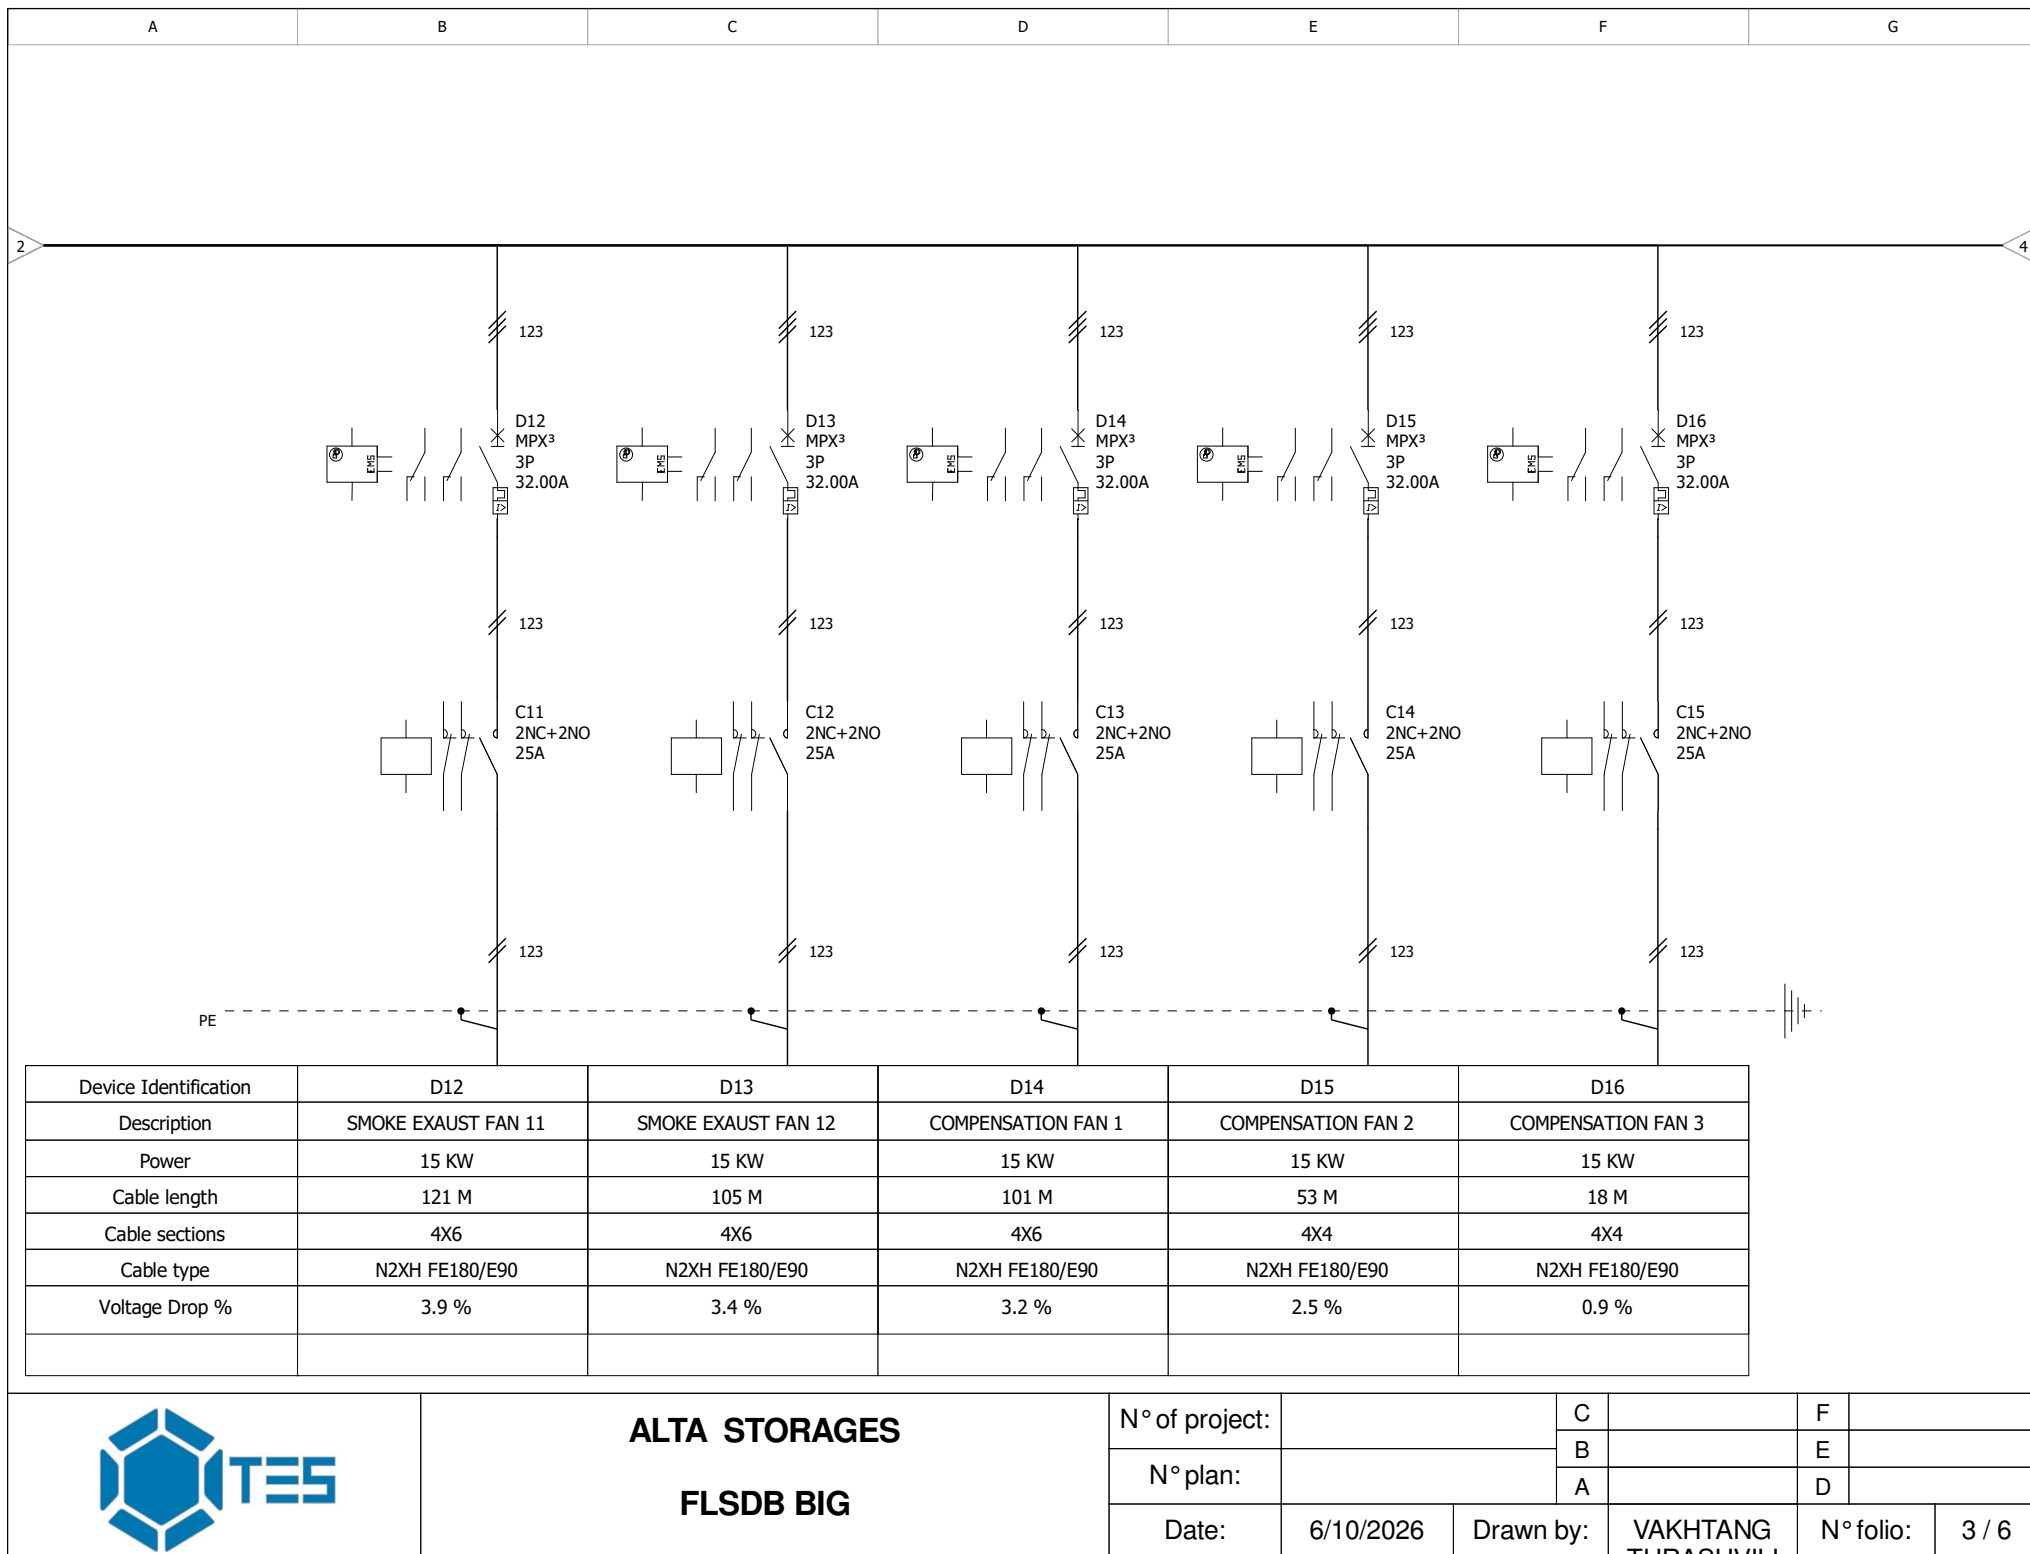 A B C D E F G
2 4
123 123 123 123 123
D12 D13 D14 D15 D16
MPX³ MPX³ MPX³ MPX³ MPX³
3P 3P 3P 3P 3P
32.00A 32.00A 32.00A 32.00A 32.00A
EMS EMS EMS EMS EMS
I> I> I> I> I>
123 123 123 123 123
C11 C12 C13 C14 C15
2NC+2NO 2NC+2NO 2NC+2NO 2NC+2NO 2NC+2NO
25A 25A 25A 25A 25A
123 123 123 123 123
PE
Device Identification D12 D13 D14 D15 D16
Description SMOKE EXAUST FAN 11 SMOKE EXAUST FAN 12 COMPENSATION FAN 1 COMPENSATION FAN 2 COMPENSATION FAN 3
Power 15 KW 15 KW 15 KW 15 KW 15 KW
Cable length 121 M 105 M 101 M 53 M 18 M
Cable sections 4X6 4X6 4X6 4X4 4X4
Cable type N2XH FE180/E90 N2XH FE180/E90 N2XH FE180/E90 N2XH FE180/E90 N2XH FE180/E90
Voltage Drop % 3.9 % 3.4 % 3.2 % 2.5 % 0.9 %
TES
ALTA STORAGES
FLSDB BIG
N° of project: C F
B E
N° plan:
A D
Date: 6/10/2026 Drawn by: VAKHTANG N° folio: 3 / 6